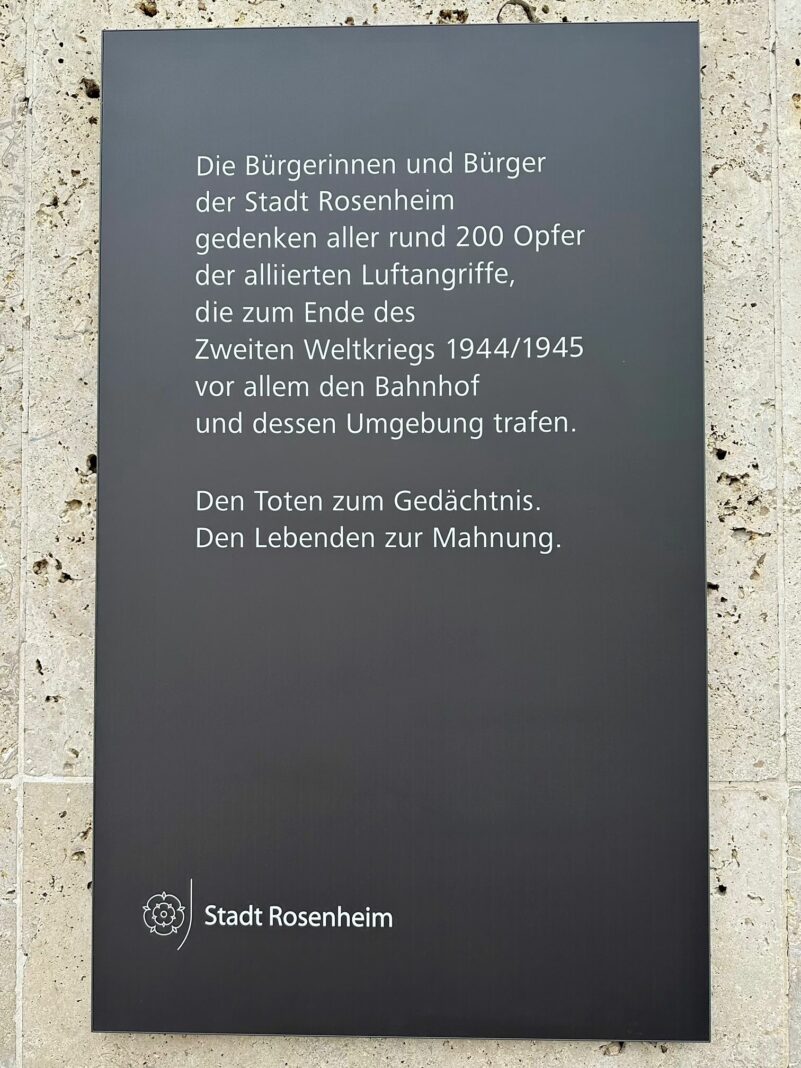 Die Bürgerinnen und Bürger
der Stadt Rosenheim
gedenken aller rund 200 Opfer
der alliierten Luftangriffe,
die zum Ende des
Zweiten Weltkriegs 1944/1945
vor allem den Bahnhof
und dessen Umgebung trafen.
Den Toten zum Gedächtnis.
Den Lebenden zur Mahnung.
Stadt Rosenheim